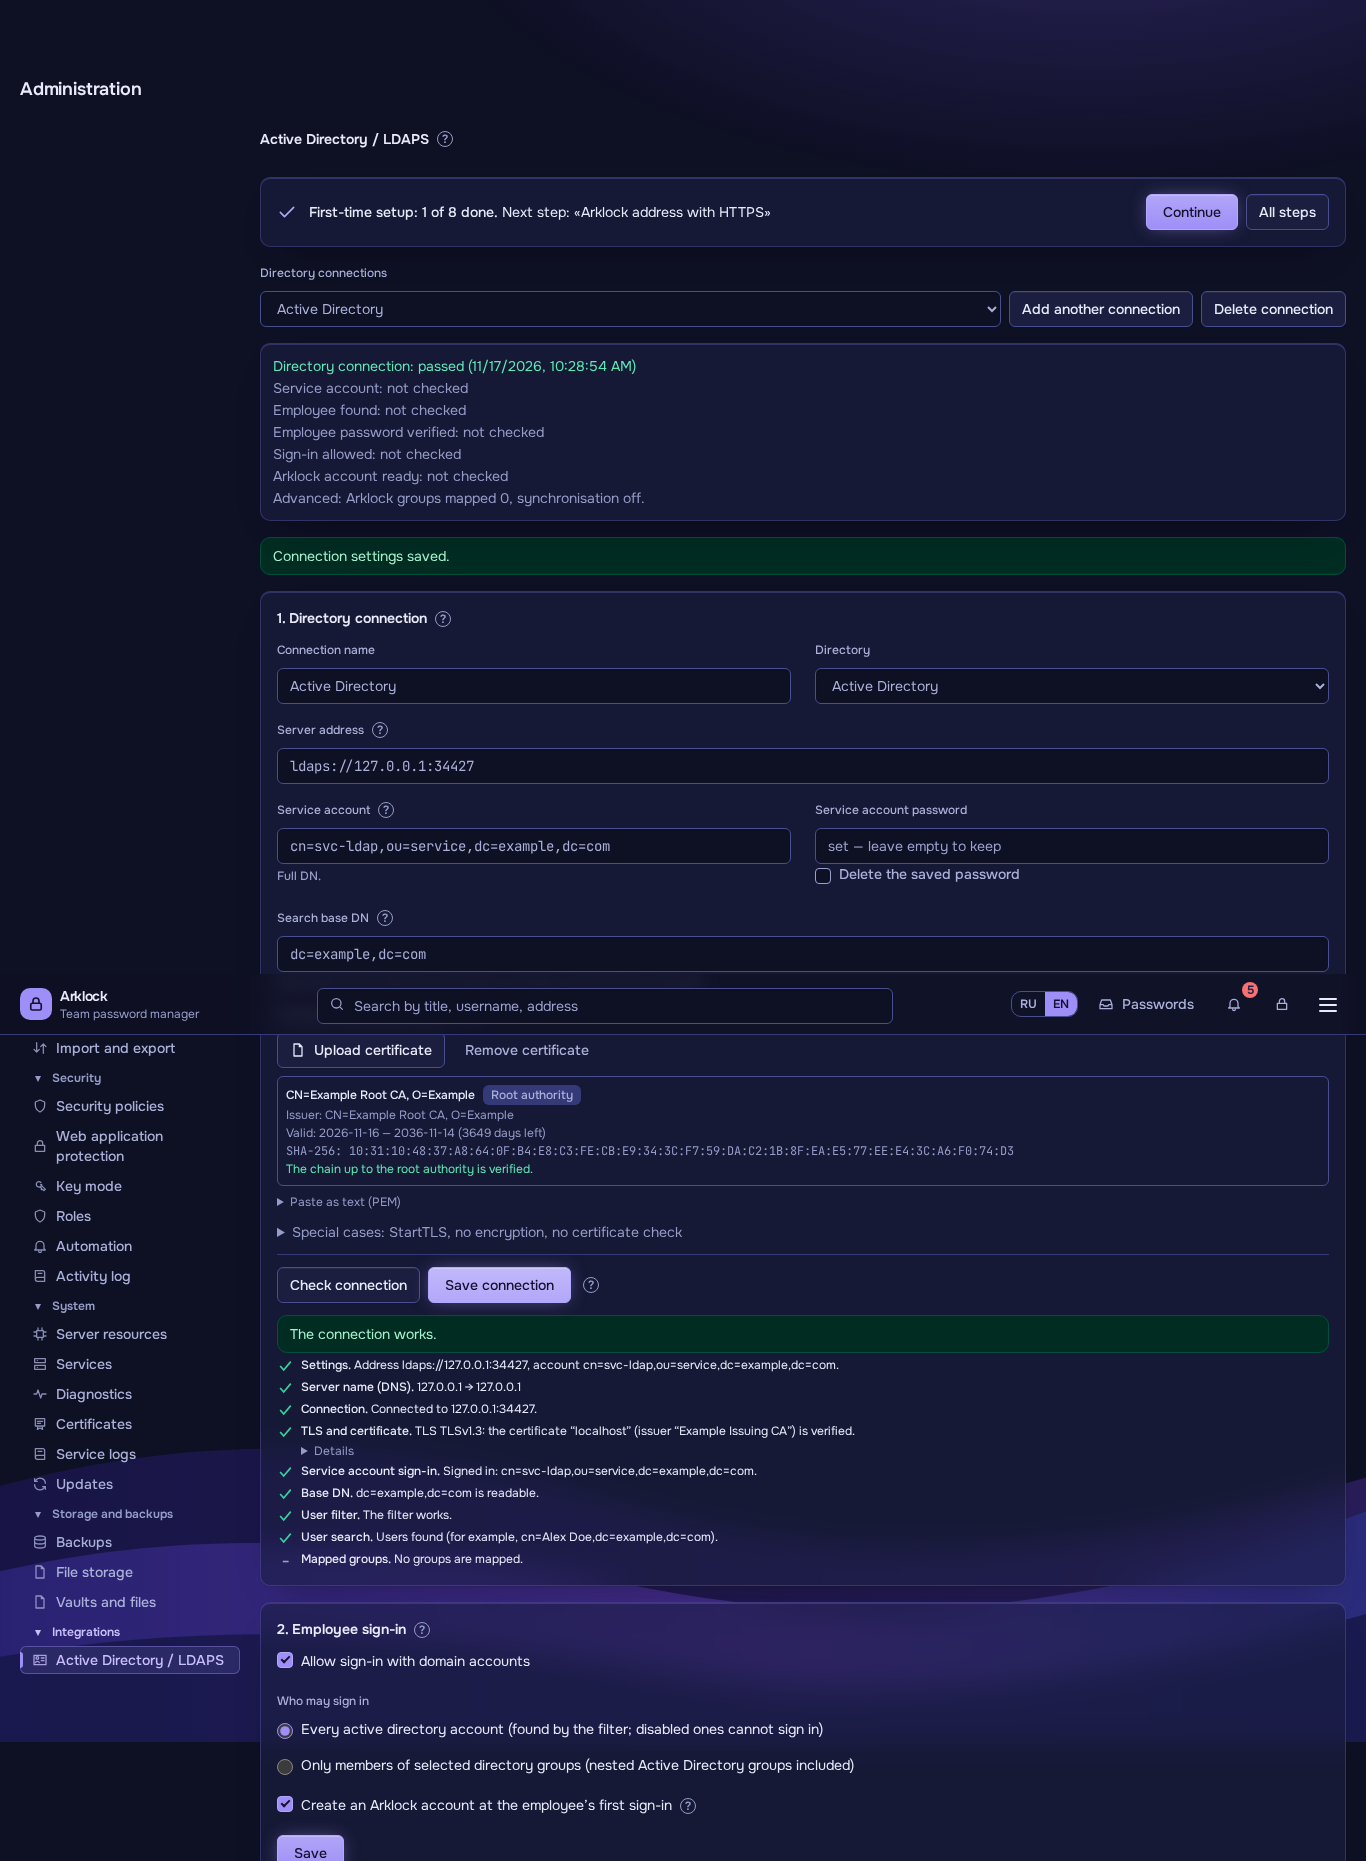 Administration
Active Directory / LDAPS ?
First-time setup: 1 of 8 done. Next step: «Arklock address with HTTPS»
Continue
All steps
Directory connections
Active Directory
Add another connection
Delete connection
Directory connection: passed (11/17/2026, 10:28:54 AM)
Service account: not checked
Employee found: not checked
Employee password verified: not checked
Sign-in allowed: not checked
Arklock account ready: not checked
Advanced: Arklock groups mapped 0, synchronisation off.
Connection settings saved.
1. Directory connection ?
Connection name
Directory
Active Directory
Active Directory
Server address ?
ldaps://127.0.0.1:34427
Service account ?
Service account password
cn=svc-ldap,ou=service,dc=example,dc=com
set — leave empty to keep
Full DN.
Delete the saved password
Search base DN ?
dc=example,dc=com
Arklock
Team password manager
Search by title, username, address
RU
EN
Passwords
5
Import and export
Security
Security policies
Web application
protection
Key mode
Roles
Automation
Activity log
System
Server resources
Services
Diagnostics
Certificates
Service logs
Updates
Storage and backups
Backups
File storage
Vaults and files
Integrations
Active Directory / LDAPS
Upload certificate
Remove certificate
CN=Example Root CA, O=Example
Root authority
Issuer: CN=Example Root CA, O=Example
Valid: 2026-11-16 — 2036-11-14 (3649 days left)
SHA-256: 10:31:10:48:37:A8:64:0F:B4:E8:C3:FE:CB:E9:34:3C:F7:59:DA:C2:1B:8F:EA:E5:77:EE:E4:3C:A6:F0:74:D3
The chain up to the root authority is verified.
Paste as text (PEM)
Special cases: StartTLS, no encryption, no certificate check
Check connection
Save connection
?
The connection works.
Settings. Address ldaps://127.0.0.1:34427, account cn=svc-ldap,ou=service,dc=example,dc=com.
Server name (DNS). 127.0.0.1 → 127.0.0.1
Connection. Connected to 127.0.0.1:34427.
TLS and certificate. TLS TLSv1.3: the certificate “localhost” (issuer “Example Issuing CA”) is verified.
Details
Service account sign-in. Signed in: cn=svc-ldap,ou=service,dc=example,dc=com.
Base DN. dc=example,dc=com is readable.
User filter. The filter works.
User search. Users found (for example, cn=Alex Doe,dc=example,dc=com).
– Mapped groups. No groups are mapped.
2. Employee sign-in ?
Allow sign-in with domain accounts
Who may sign in
Every active directory account (found by the filter; disabled ones cannot sign in)
Only members of selected directory groups (nested Active Directory groups included)
Create an Arklock account at the employee’s first sign-in ?
Save